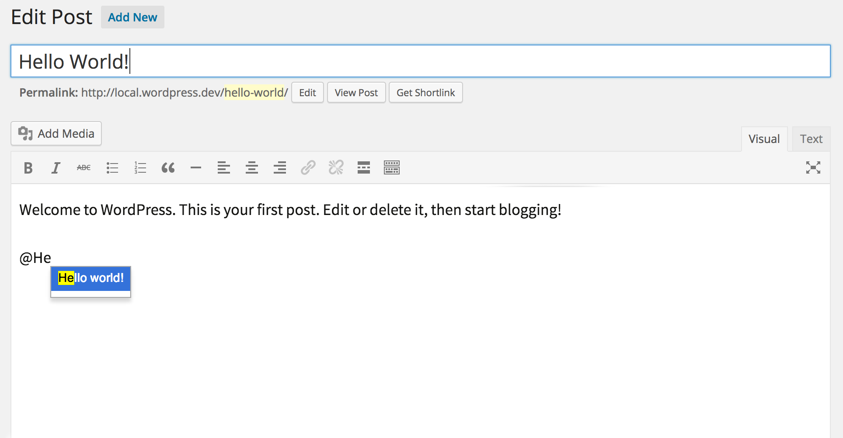 Edit Post Add New
Hello World!
Permalink: http://local.wordpress.dev/hello-world/ Edit View Post Get Shortlink
Add Media
Visual Text
B I ABC
Welcome to WordPress. This is your first post. Edit or delete it, then start blogging!
@He
Hello world!